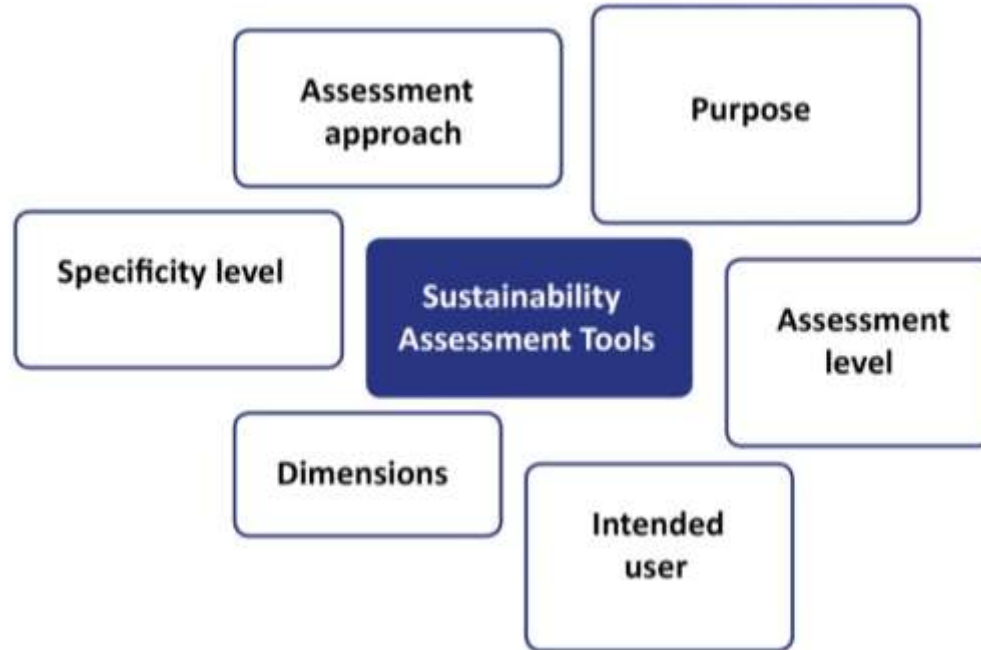 Assessment
approach
Purpose
Specificity level
Sustainability
Assessment Tools
Assessment
level
Dimensions
Intended
user